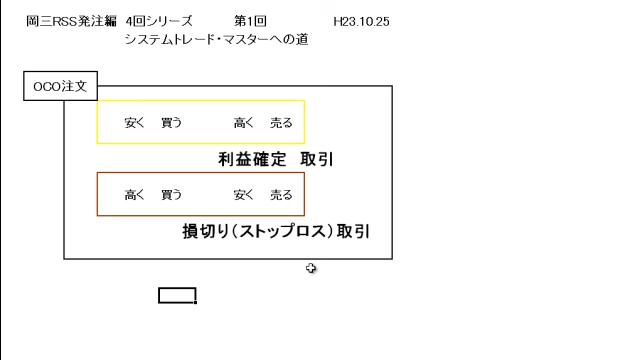 岡三RSS発注編 4回シリーズ 第1回 H23.10.25
システムトレード・マスターへの道
OCO注文
安く 買う 高く 売る
利益確定 取引
高く 買う 安く 売る
損切り(ストップロス)取引